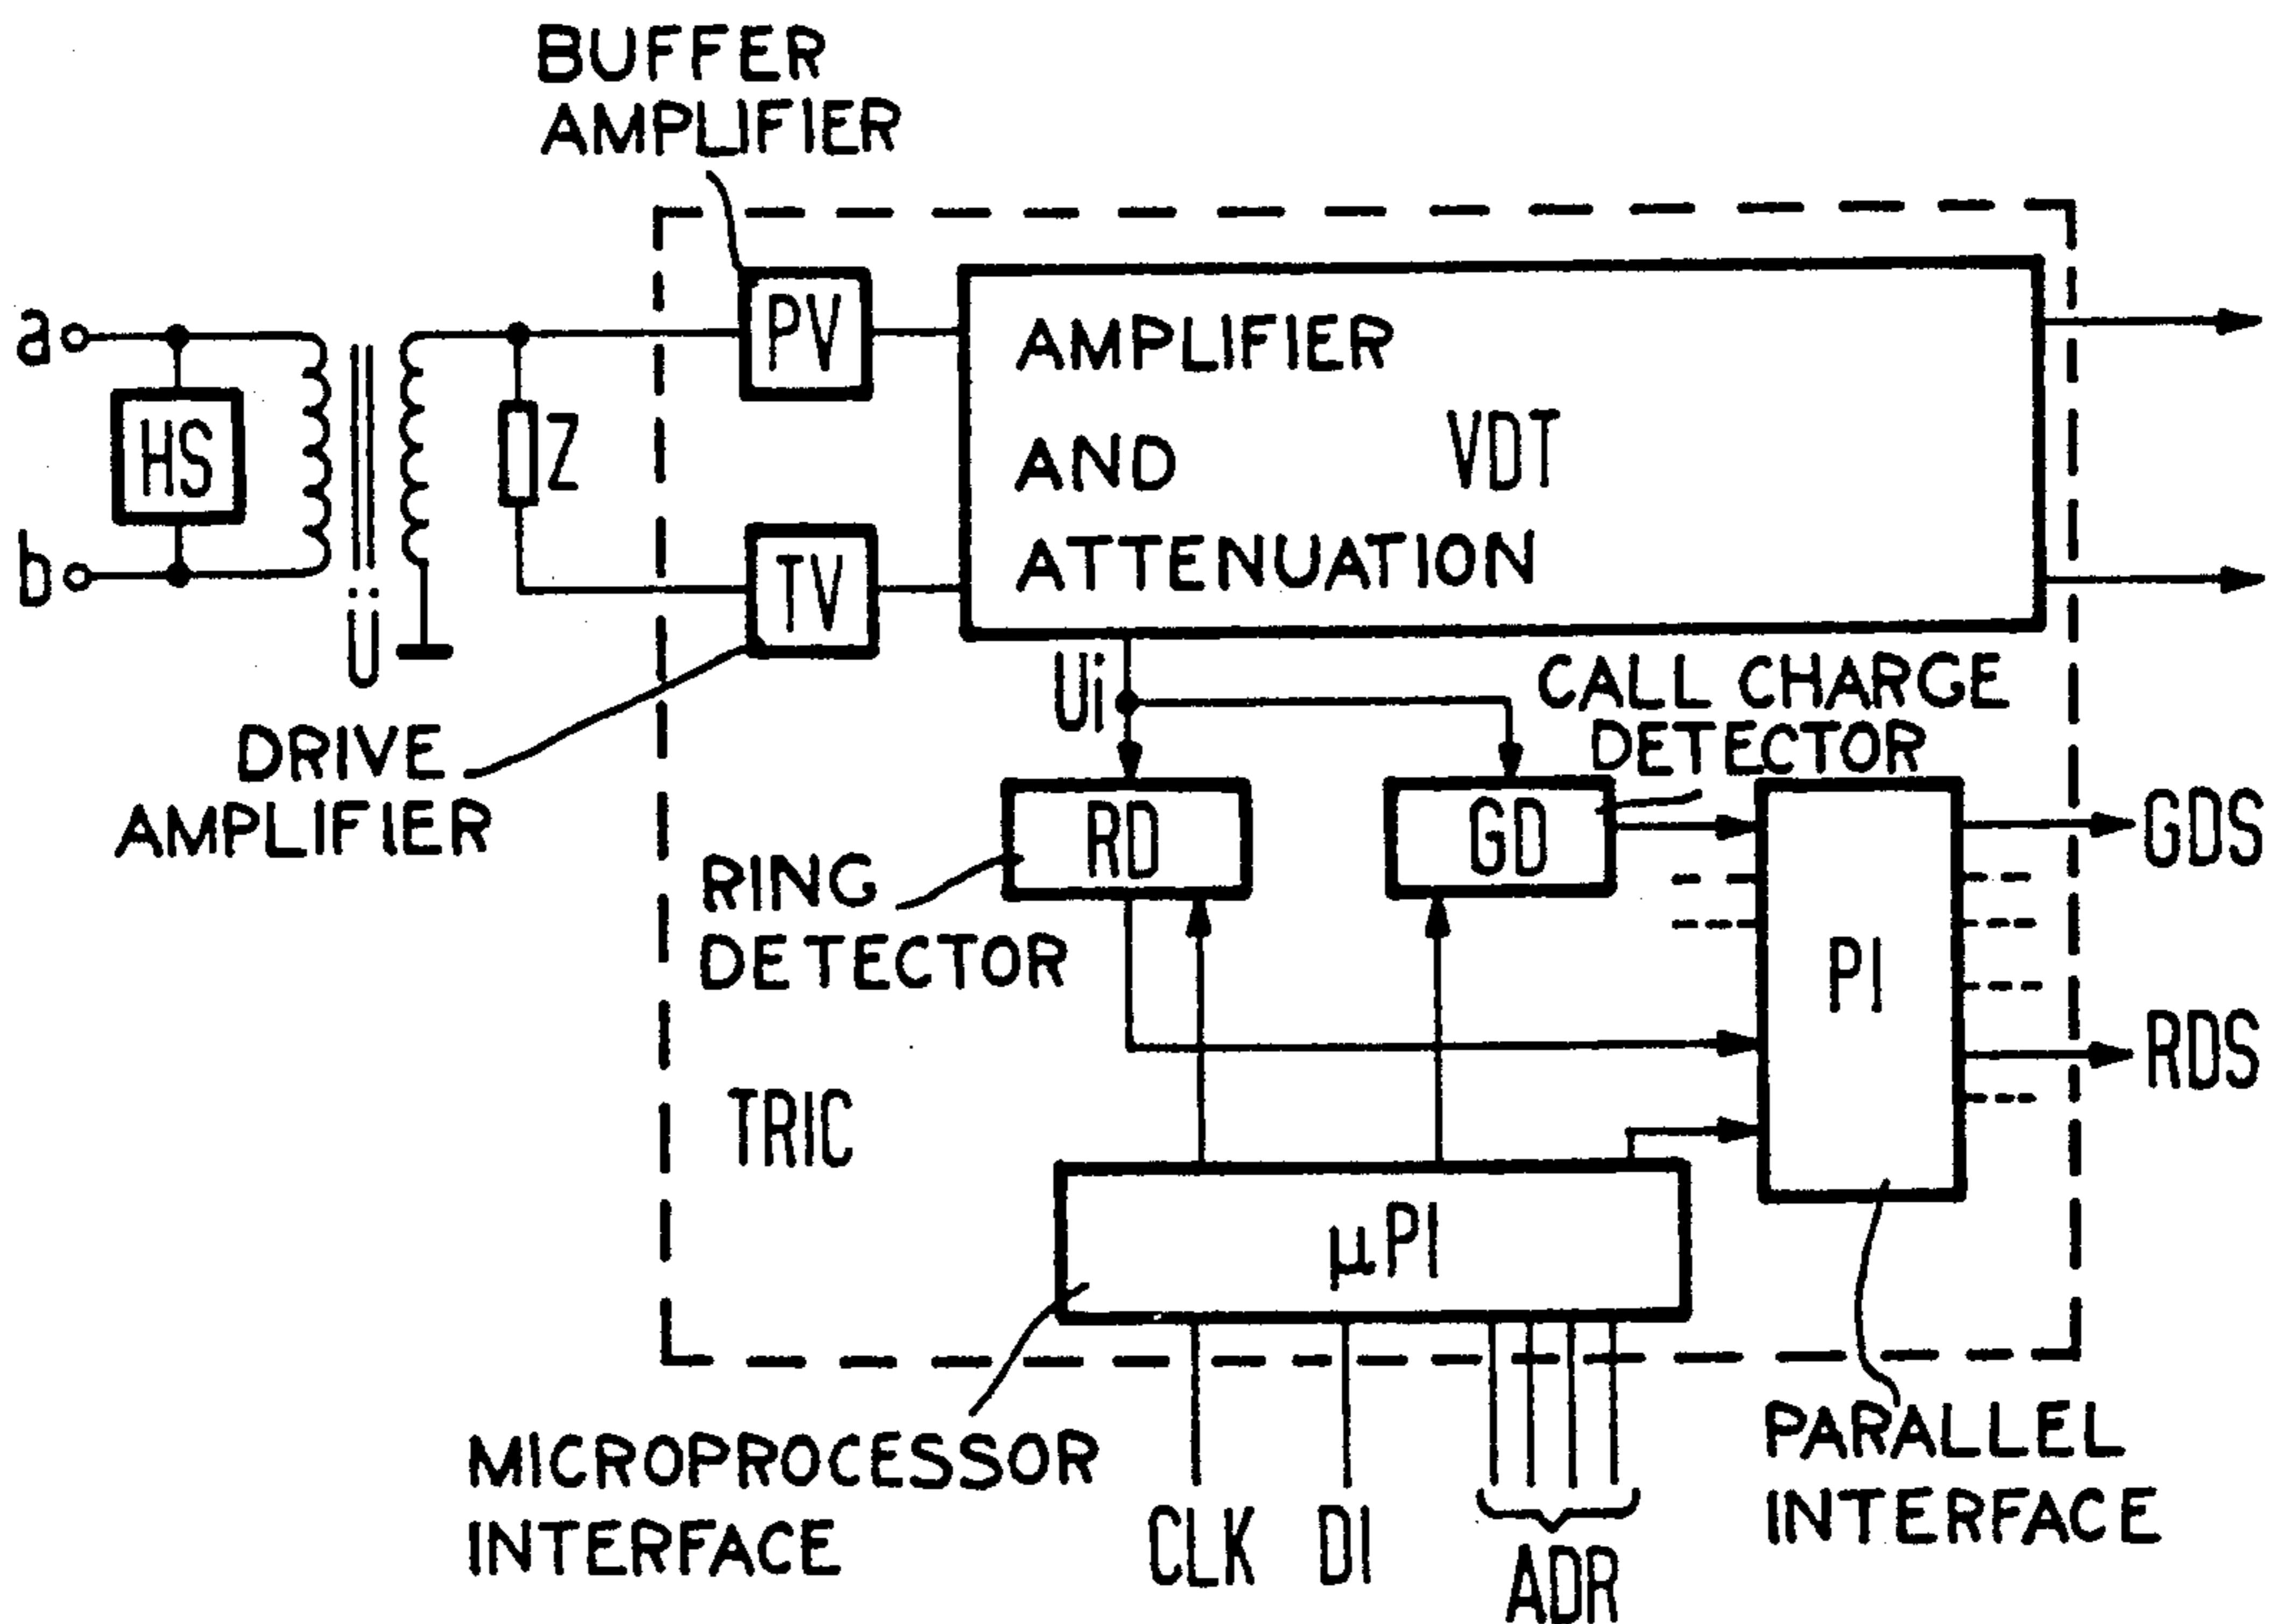 BUFFER
AMPLIFIER
a
HS
b
Ü
Z
PV
TV
AMPLIFIER
AND VDT
ATTENUATION
DRIVE
AMPLIFIER
Ui
CALL CHARGE
DETECTOR
RD
GD
RING
DETECTOR
PI
GDS
RDS
TRIC
μPI
MICROPROCESSOR
INTERFACE
CLK
DI
ADR
PARALLEL
INTERFACE